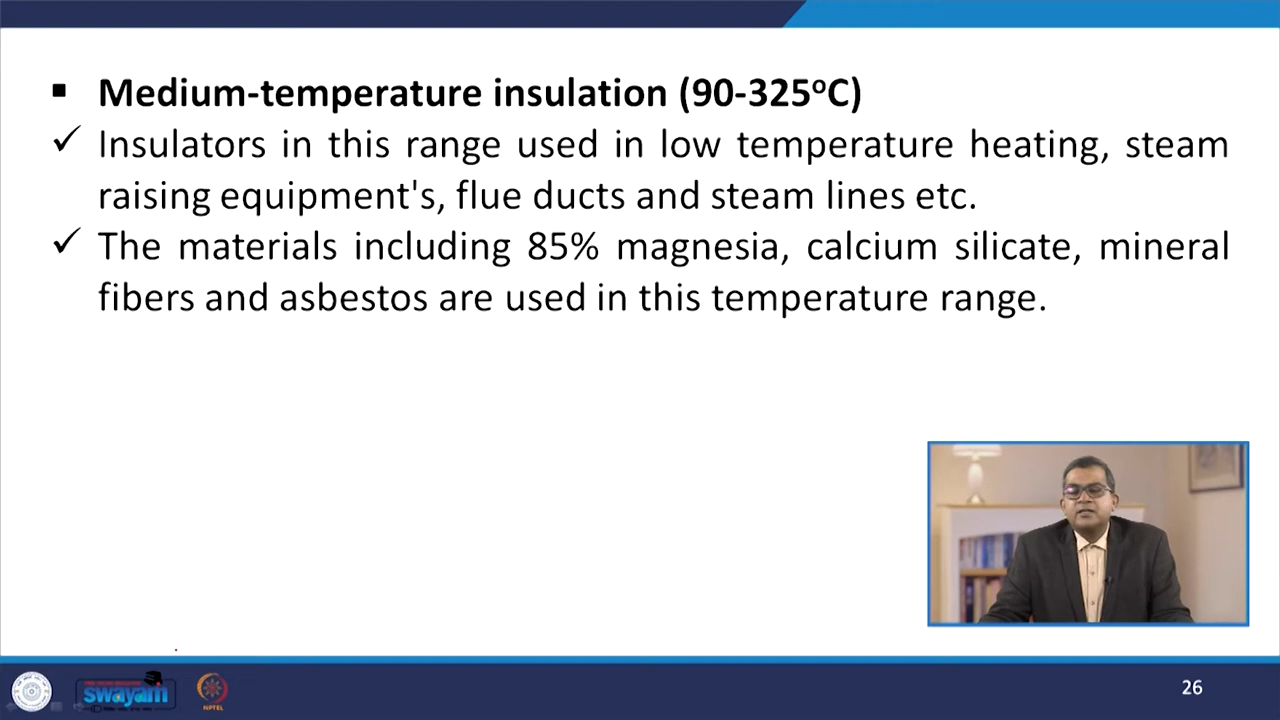 ▪ Medium-temperature insulation (90-325°C)
✓ Insulators in this range used in low temperature heating, steam
raising equipment's, flue ducts and steam lines etc.
✓ The materials including 85% magnesia, calcium silicate, mineral
fibers and asbestos are used in this temperature range.
swayam
NPTEL
26